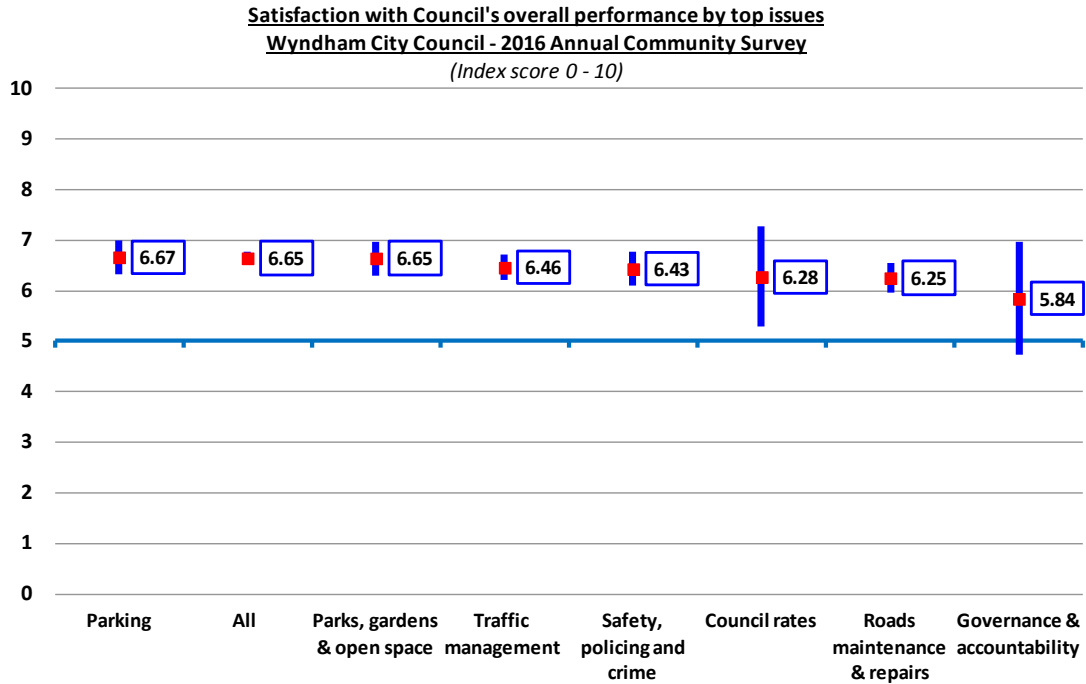 Satisfaction with Council's overall performance by top issues
Wyndham City Council - 2016 Annual Community Survey
(Index score 0 - 10)
10
9
8
7
6
5
4
3
2
1
0
6.67
6.65
6.65
6.46
6.43
6.28
6.25
5.84
Parking
All
Parks, gardens
& open space
Traffic
management
Safety,
policing and
crime
Council rates
Roads
maintenance
& repairs
Governance &
accountability